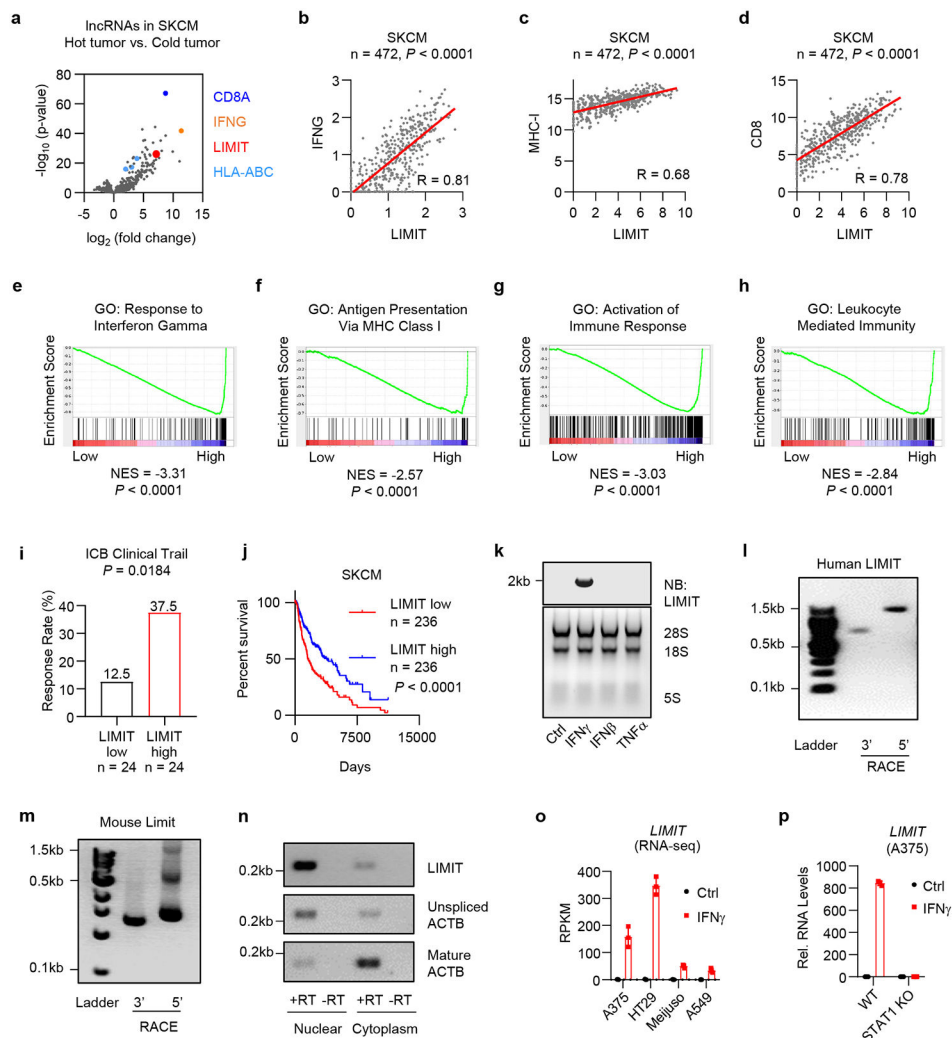 a
lncRNAs in SKCM
Hot tumor vs. Cold tumor
-log10 (p-value)
80
60
40
20
0
-5 0 5 10 15
log2 (fold change)
CD8A
IFNG
LIMIT
HLA-ABC
b
SKCM
n = 472, P < 0.0001
IFNG
3
2
1
0
R = 0.81
0 1 2 3
LIMIT
c
SKCM
n = 472, P < 0.0001
MHC-I
20
15
10
5
0
R = 0.68
0 2 4 6 8 10
LIMIT
d
SKCM
n = 472, P < 0.0001
CD8
15
10
5
0
R = 0.78
0 2 4 6 8 10
LIMIT
e
GO: Response to
Interferon Gamma
Enrichment Score
Low High
NES = -3.31
P < 0.0001
f
GO: Antigen Presentation
Via MHC Class I
Enrichment Score
Low High
NES = -2.57
P < 0.0001
g
GO: Activation of
Immune Response
Enrichment Score
Low High
NES = -3.03
P < 0.0001
h
GO: Leukocyte
Mediated Immunity
Enrichment Score
Low High
NES = -2.84
P < 0.0001
i
ICB Clinical Trail
P = 0.0184
Response Rate (%)
40
30
20
10
0
12.5
37.5
LIMIT
low
n = 24
LIMIT
high
n = 24
j
SKCM
Percent survival
100
50
0
0 7500 15000
Days
LIMIT low
n = 236
LIMIT high
n = 236
P < 0.0001
k
2kb
NB:
LIMIT
28S
18S
5S
Ctrl
IFNγ
IFNβ
TNFα
l
Human LIMIT
1.5kb
0.5kb
0.1kb
Ladder 3' 5'
RACE
m
Mouse Limit
1.5kb
0.5kb
0.1kb
Ladder 3' 5'
RACE
n
0.2kb
LIMIT
0.2kb
Unspliced
ACTB
0.2kb
Mature
ACTB
+RT -RT +RT -RT
Nuclear Cytoplasm
o
LIMIT
(RNA-seq)
Ctrl
IFNγ
RPKM
400
300
200
100
0
A375
HT29
Meijuso
A549
p
LIMIT
(A375)
Ctrl
IFNγ
Rel. RNA Levels
1000
800
600
400
200
0
WT
STAT1 KO